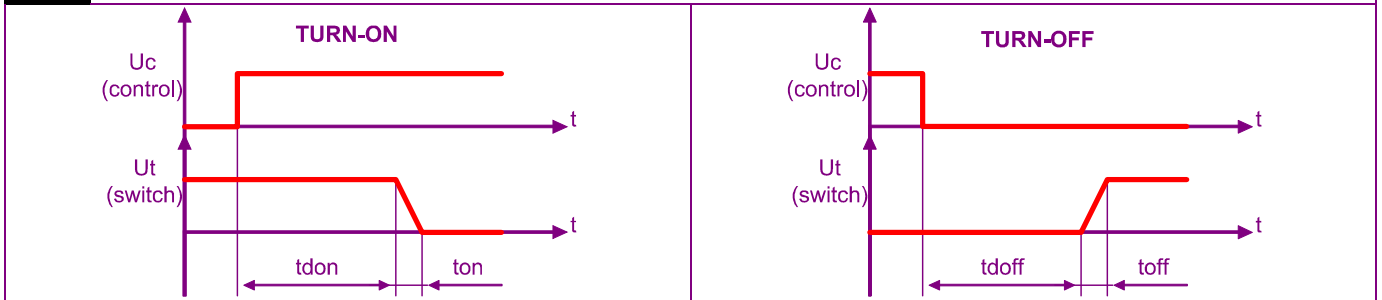 TURN-ON
Uc
(control)
t
Ut
(switch)
t
tdon
ton
TURN-OFF
Uc
(control)
t
Ut
(switch)
t
tdoff
toff